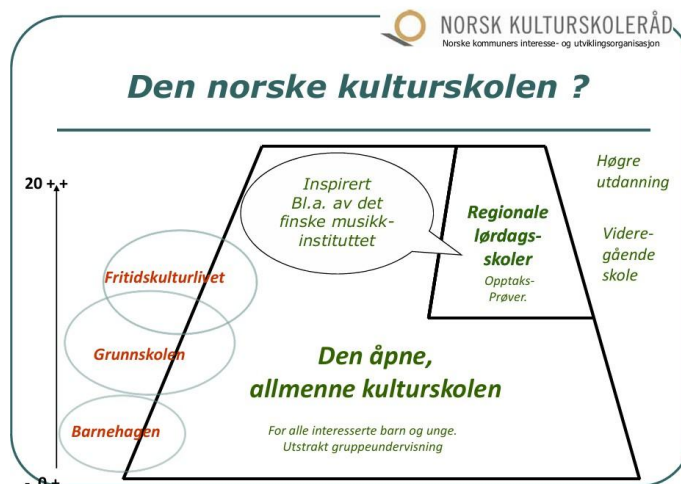 NORSK KULTURSKOLERÅD
Norske kommuners interesse- og utviklingsorganisasjon
Den norske kulturskolen ?
20 + +
Inspirert
Bl.a. av det
finske musikk-
instituttet
Regionale
lørdags-
skoler
Opptaks-
Prøver.
Høgre
utdanning
Videre-
gående
skole
Fritidskulturlivet
Grunnskolen
Barnehagen
Den åpne,
allmenne kulturskolen
For alle interesserte barn og unge.
Utstrakt gruppeundervisning
0 +